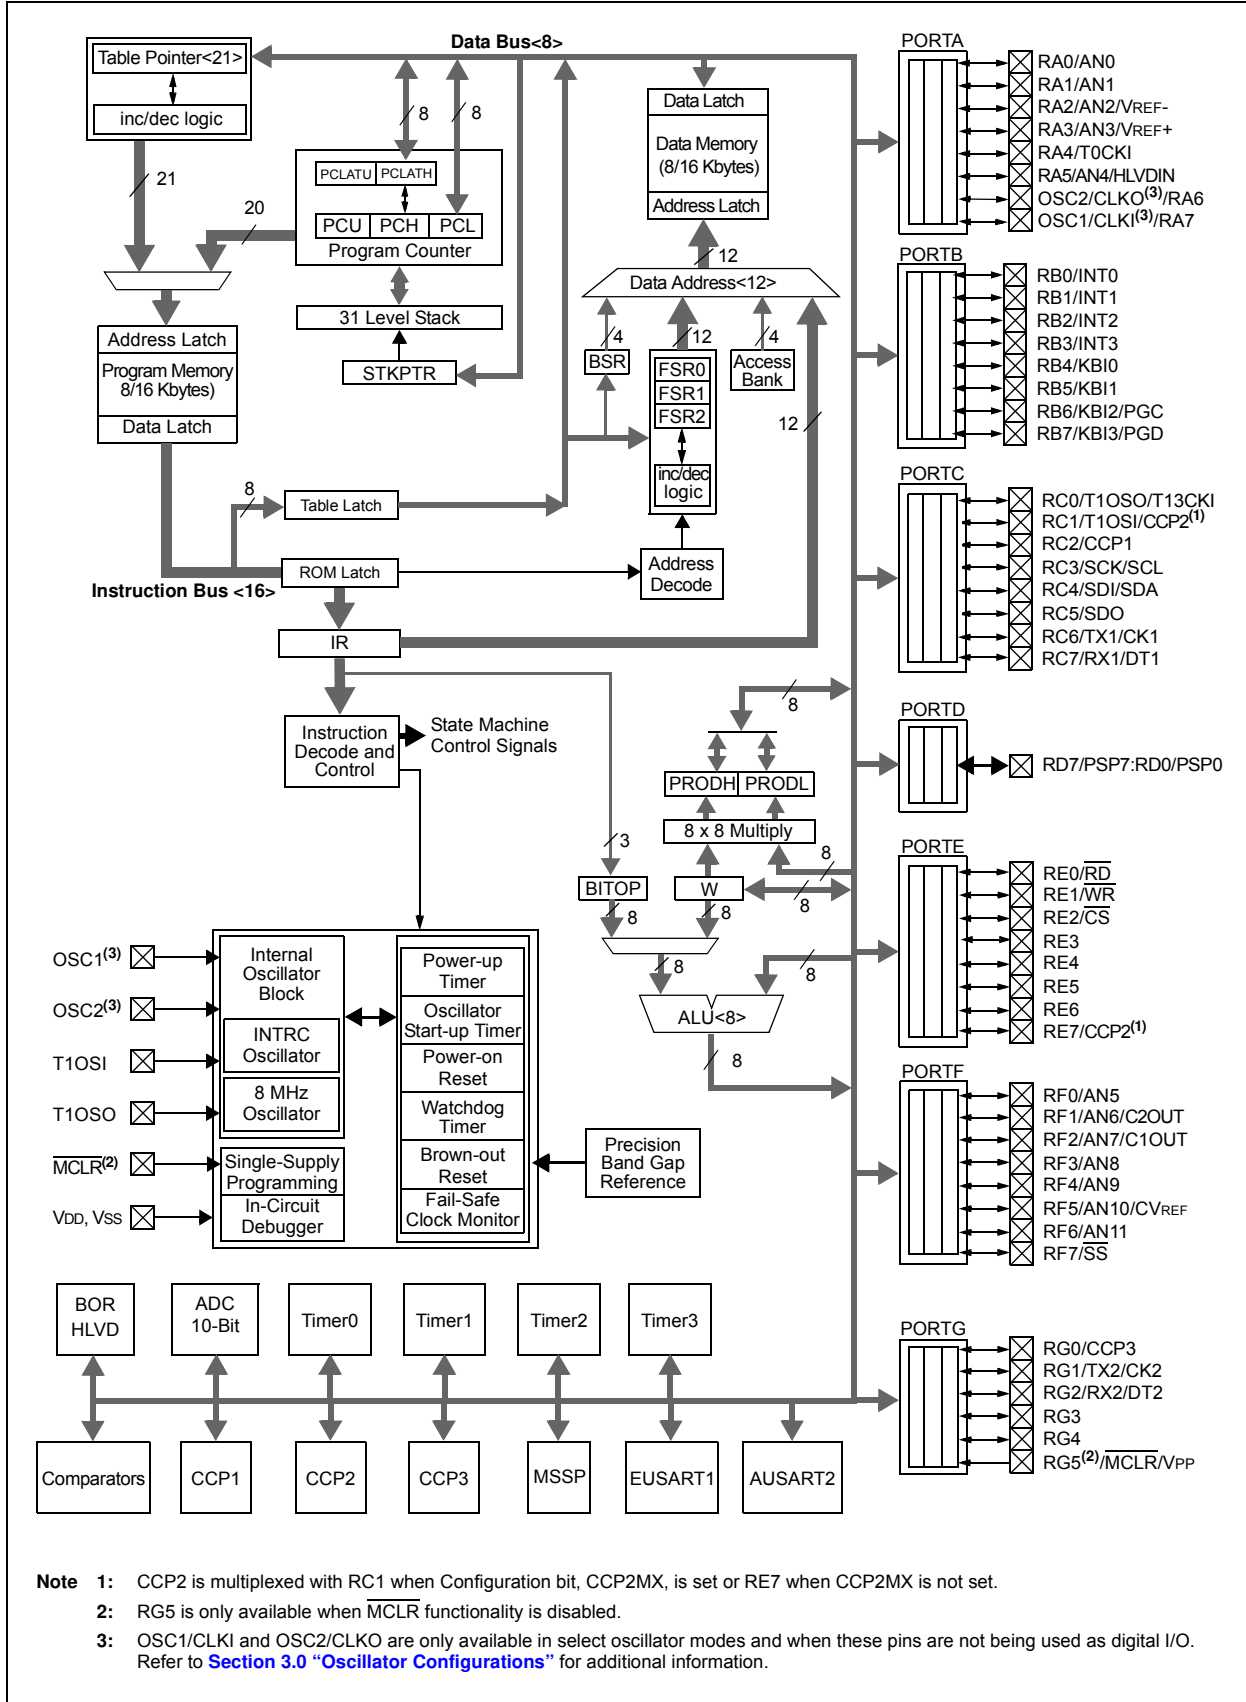 Data Bus<8>
Table Pointer<21>
inc/dec logic
21
20
8
8
PCLATU PCLATH
PCU PCH PCL
Program Counter
31 Level Stack
STKPTR
Address Latch
Program Memory
8/16 Kbytes)
Data Latch
Data Latch
Data Memory
(8/16 Kbytes)
Address Latch
12
Data Address<12>
4
12
4
BSR
FSR0
FSR1
FSR2
inc/dec
logic
Access
Bank
12
8
Table Latch
ROM Latch
Instruction Bus <16>
Address
Decode
IR
Instruction
Decode and
Control
State Machine
Control Signals
8
PRODH PRODL
8 x 8 Multiply
3
8
BITOP
W
8
8
8
8
8
ALU<8>
8
OSC1(3)
OSC2(3)
T1OSI
T1OSO
MCLR(2)
VDD, VSS
Internal
Oscillator
Block
INTRC
Oscillator
8 MHz
Oscillator
Single-Supply
Programming
In-Circuit
Debugger
Power-up
Timer
Oscillator
Start-up Timer
Power-on
Reset
Watchdog
Timer
Brown-out
Reset
Fail-Safe
Clock Monitor
Precision
Band Gap
Reference
BOR
HLVD
ADC
10-Bit
Timer0
Timer1
Timer2
Timer3
Comparators
CCP1
CCP2
CCP3
MSSP
EUSART1
AUSART2
PORTA
RA0/AN0
RA1/AN1
RA2/AN2/VREF-
RA3/AN3/VREF+
RA4/T0CKI
RA5/AN4/HLVDIN
OSC2/CLKO(3)/RA6
OSC1/CLKI(3)/RA7
PORTB
RB0/INT0
RB1/INT1
RB2/INT2
RB3/INT3
RB4/KBI0
RB5/KBI1
RB6/KBI2/PGC
RB7/KBI3/PGD
PORTC
RC0/T1OSO/T13CKI
RC1/T1OSI/CCP2(1)
RC2/CCP1
RC3/SCK/SCL
RC4/SDI/SDA
RC5/SDO
RC6/TX1/CK1
RC7/RX1/DT1
PORTD
RD7/PSP7:RD0/PSP0
PORTE
RE0/RD
RE1/WR
RE2/CS
RE3
RE4
RE5
RE6
RE7/CCP2(1)
PORTF
RF0/AN5
RF1/AN6/C2OUT
RF2/AN7/C1OUT
RF3/AN8
RF4/AN9
RF5/AN10/CVREF
RF6/AN11
RF7/SS
PORTG
RG0/CCP3
RG1/TX2/CK2
RG2/RX2/DT2
RG3
RG4
RG5(2)/MCLR/VPP
Note 1: CCP2 is multiplexed with RC1 when Configuration bit, CCP2MX, is set or RE7 when CCP2MX is not set.
2: RG5 is only available when MCLR functionality is disabled.
3: OSC1/CLKI and OSC2/CLKO are only available in select oscillator modes and when these pins are not being used as digital I/O.
Refer to Section 3.0 “Oscillator Configurations” for additional information.